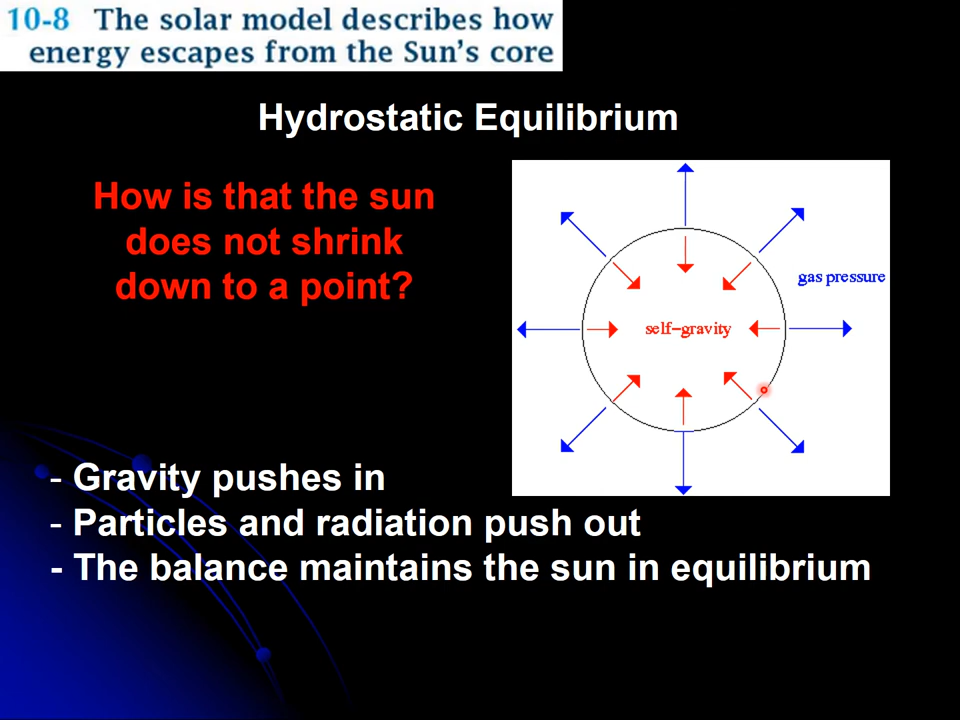 10-8 The solar model describes how
energy escapes from the Sun's core
Hydrostatic Equilibrium
How is that the sun
does not shrink
down to a point?
gas pressure
self-gravity
- Gravity pushes in
- Particles and radiation push out
- The balance maintains the sun in equilibrium